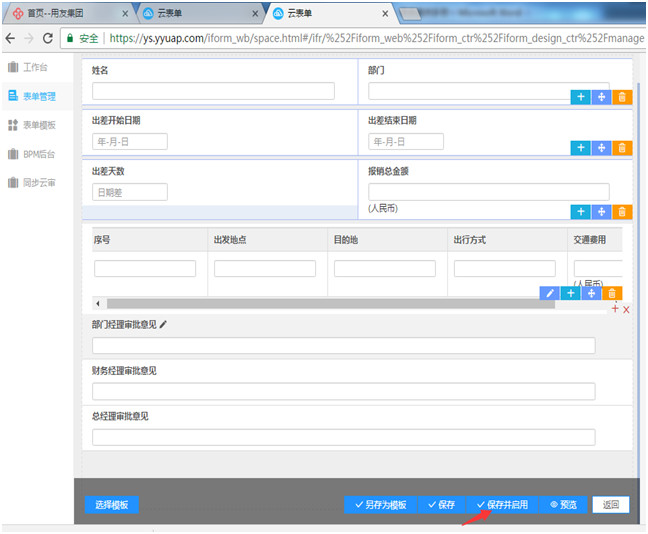 首页--用友集团
云表单
云表单
安全
https://ys.yyuap.com/iform_wb/space.html#/ifr/%252Fiform_web%252Fiform_ctr%252Fiform_design_ctr%252Fmanage
工作台
表单管理
表单模板
BPM后台
同步云审
姓名
部门
出差开始日期
出差结束日期
年-月-日
年-月-日
出差天数
报销总金额
日期差
(人民币)
序号
出发地点
目的地
出行方式
交通费用
(人民币)
部门经理审批意见
财务经理审批意见
总经理审批意见
选择模板
另存为模板
保存
保存并启用
预览
返回